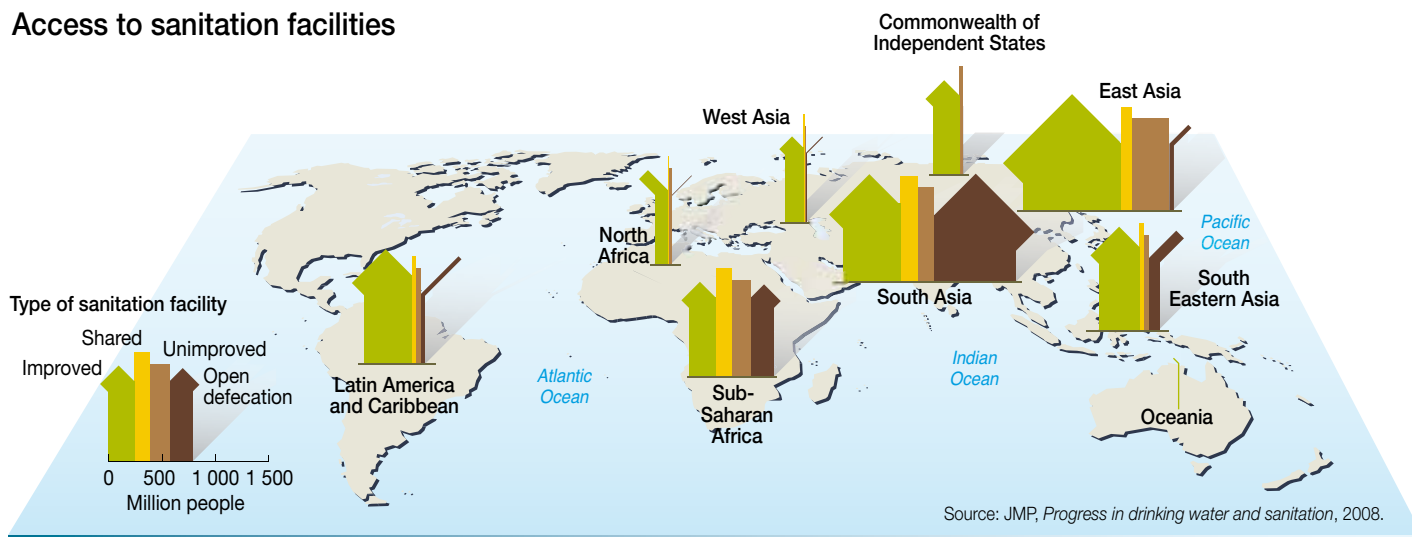 Access to sanitation facilities
Commonwealth of
Independent States
East Asia
West Asia
North
Africa
Pacific
Ocean
South
Eastern Asia
South Asia
Type of sanitation facility
Shared
Unimproved
Improved
Open
defecation
0 500 1 000 1 500
Million people
Latin America
and Caribbean
Atlantic
Ocean
Sub-
Saharan
Africa
Indian
Ocean
Oceania
Source: JMP, Progress in drinking water and sanitation, 2008.